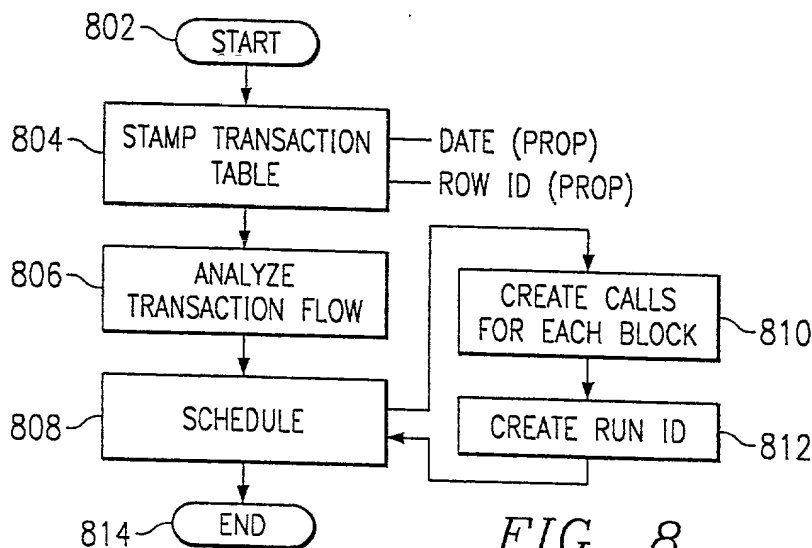 802
START
804
STAMP TRANSACTION
TABLE
DATE (PROP)
ROW ID (PROP)
806
ANALYZE
TRANSACTION FLOW
CREATE CALLS
FOR EACH BLOCK
810
808
SCHEDULE
CREATE RUN ID
812
814
END
FIG. 8